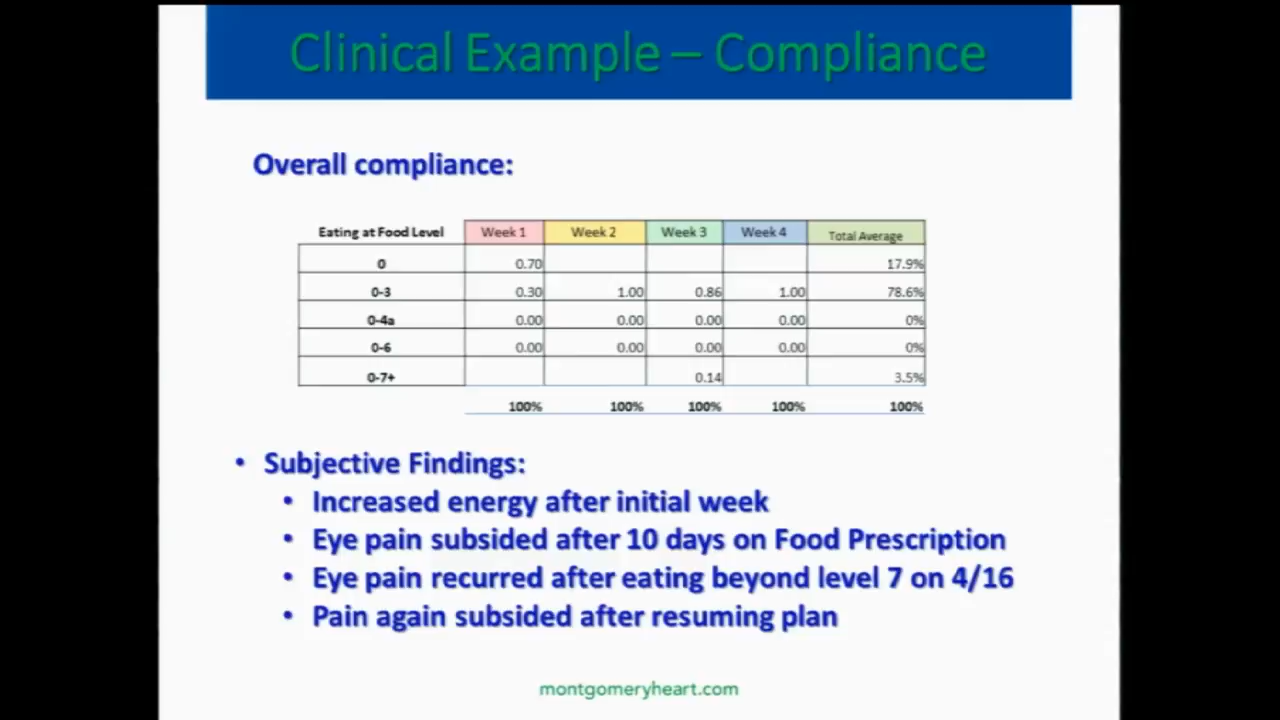 Clinical Example – Compliance
Overall compliance:
Eating at Food Level Week 1 Week 2 Week 3 Week 4 Total Average
0 0.70 17.9%
0-3 0.30 1.00 0.86 1.00 78.6%
0-4a 0.00 0.00 0.00 0.00 0%
0-6 0.00 0.00 0.00 0.00 0%
0-7+ 0.14 3.5%
100% 100% 100% 100% 100%
• Subjective Findings:
• Increased energy after initial week
• Eye pain subsided after 10 days on Food Prescription
• Eye pain recurred after eating beyond level 7 on 4/16
• Pain again subsided after resuming plan
montgomeryheart.com